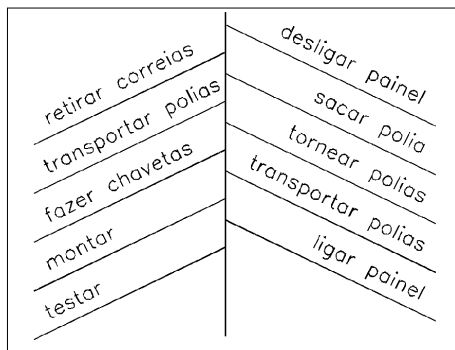 desligar painel
retirar correias
sacar polia
transportar polias
tornear polias
fazer chavetas
transportar polias
montar
ligar painel
testar